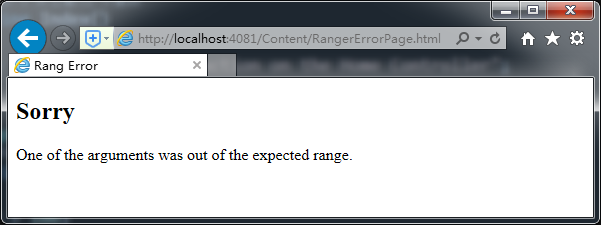 http://localhost:4081/Content/RangerErrorPage.html
Rang Error
Sorry
One of the arguments was out of the expected range.